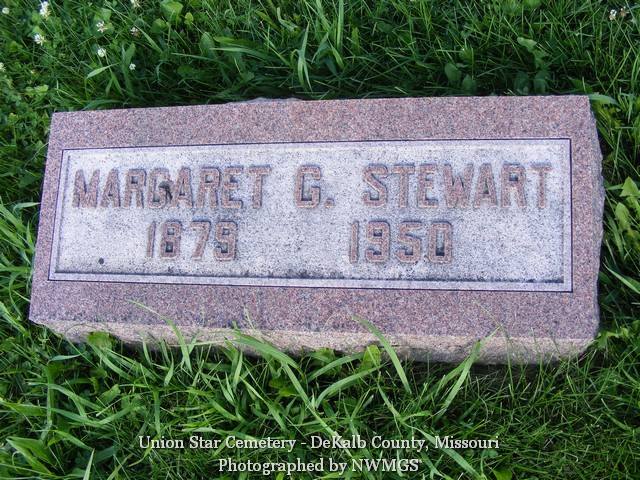 MARGARET G. STEWART
1879 1950
Union Star Cemetery - DeKalb County, Missouri
Photographed by NWMGS